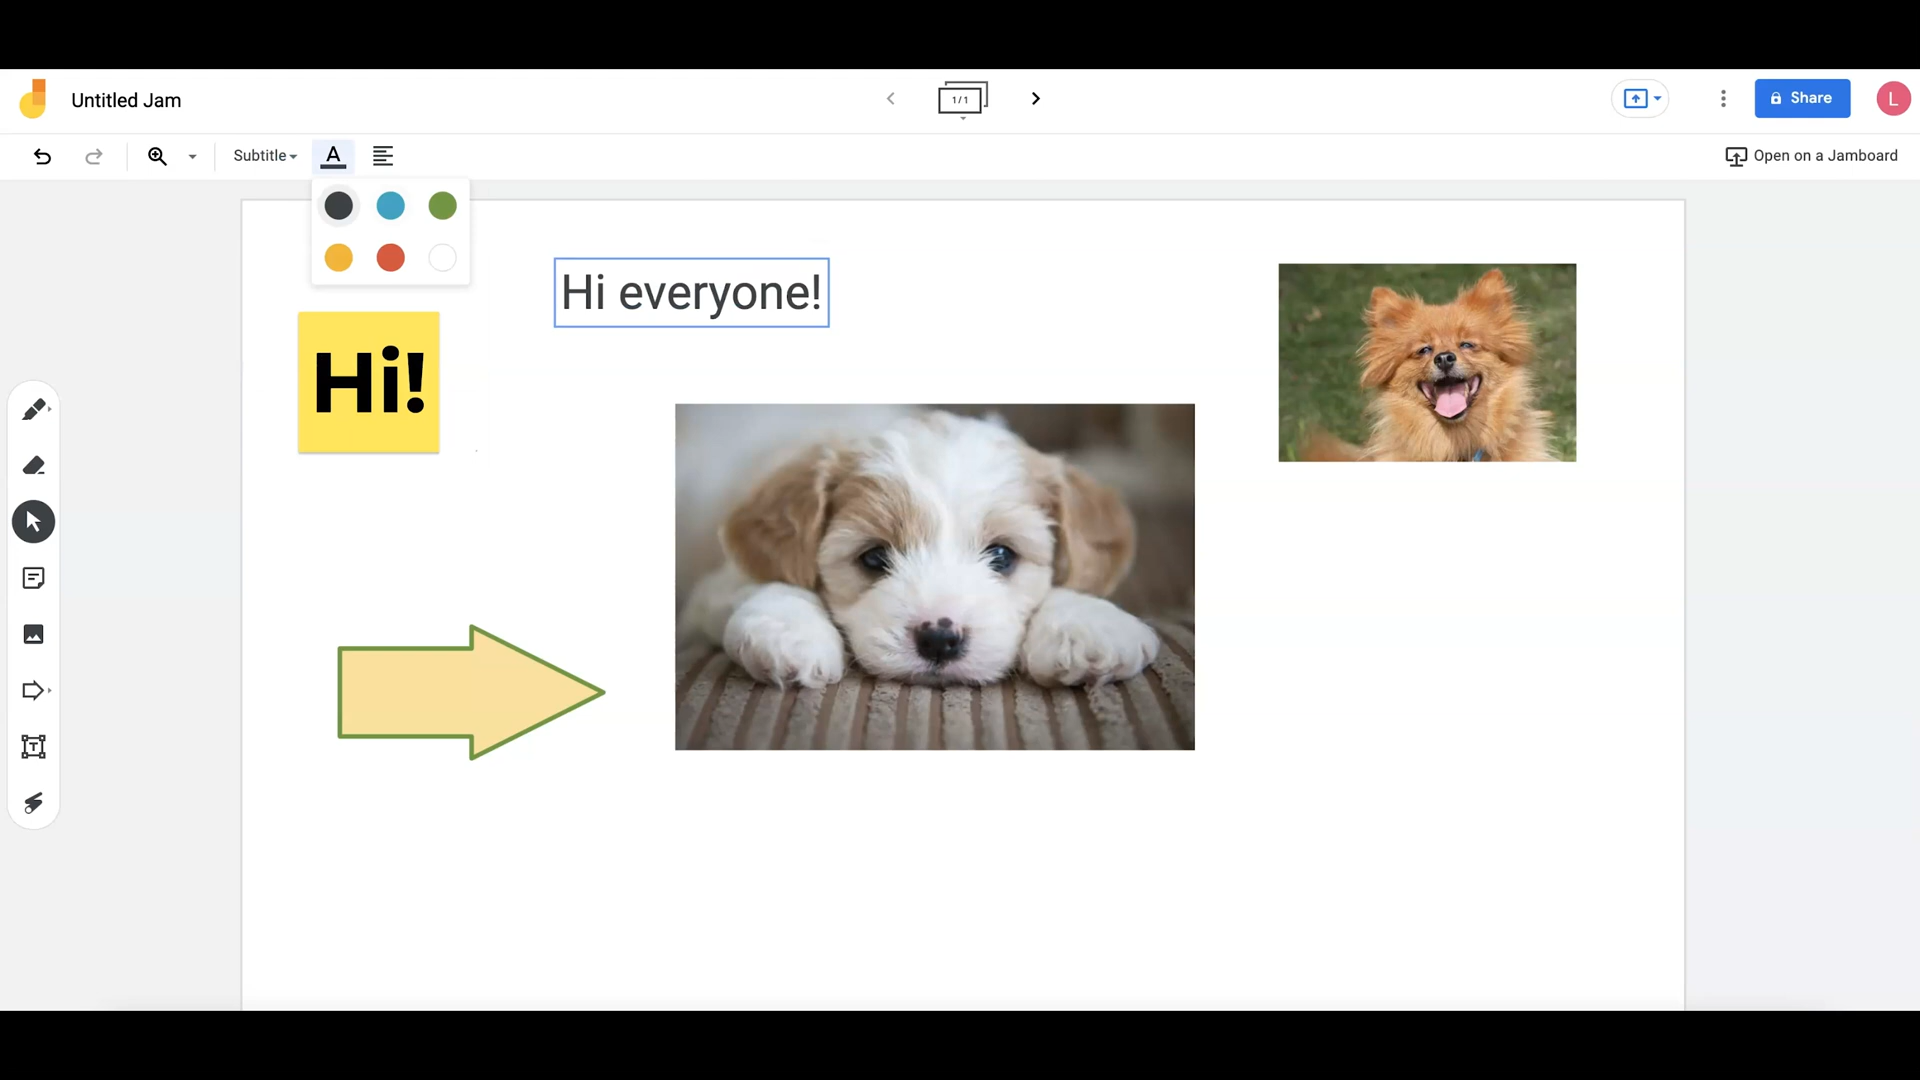 Untitled Jam
1/1
Share
L
Subtitle
A
Open on a Jamboard
Hi everyone!
Hi!
T